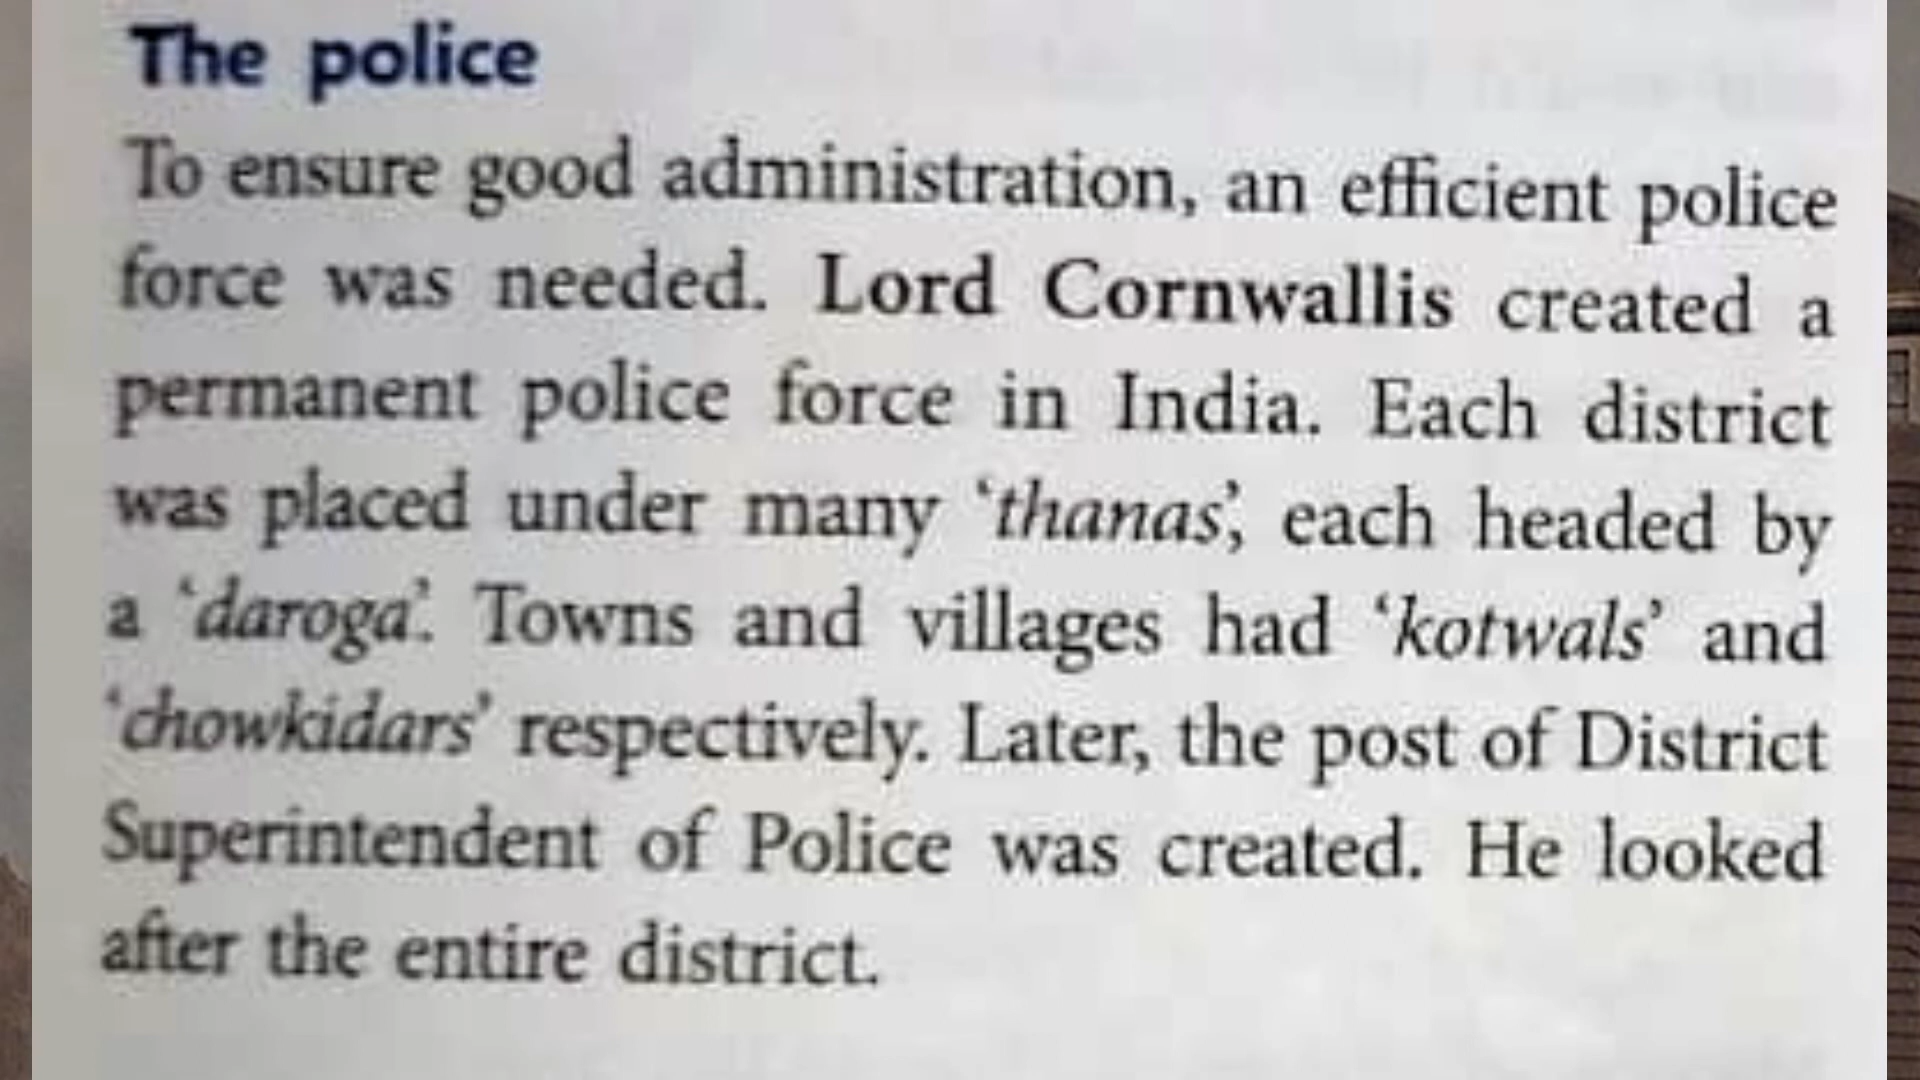 The police
To ensure good administration, an efficient police
force was needed. Lord Cornwallis created a
permanent police force in India. Each district
was placed under many ‘thanas’, each headed by
a ‘daroga’. Towns and villages had ‘kotwals’ and
‘chowkidars’ respectively. Later, the post of District
Superintendent of Police was created. He looked
after the entire district.